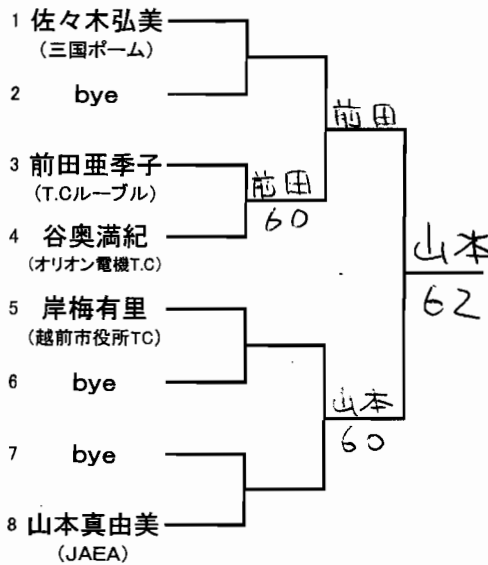 1 佐々木弘美
(三国ポーム)
2 bye
3 前田亜季子
(T.Cルーブル)
4 谷奥満紀
(オリオン電機T.C)
5 岸梅有里
(越前市役所TC)
6 bye
7 bye
8 山本真由美
(JAEA)
前田
60
前田
山本
60
山本
62